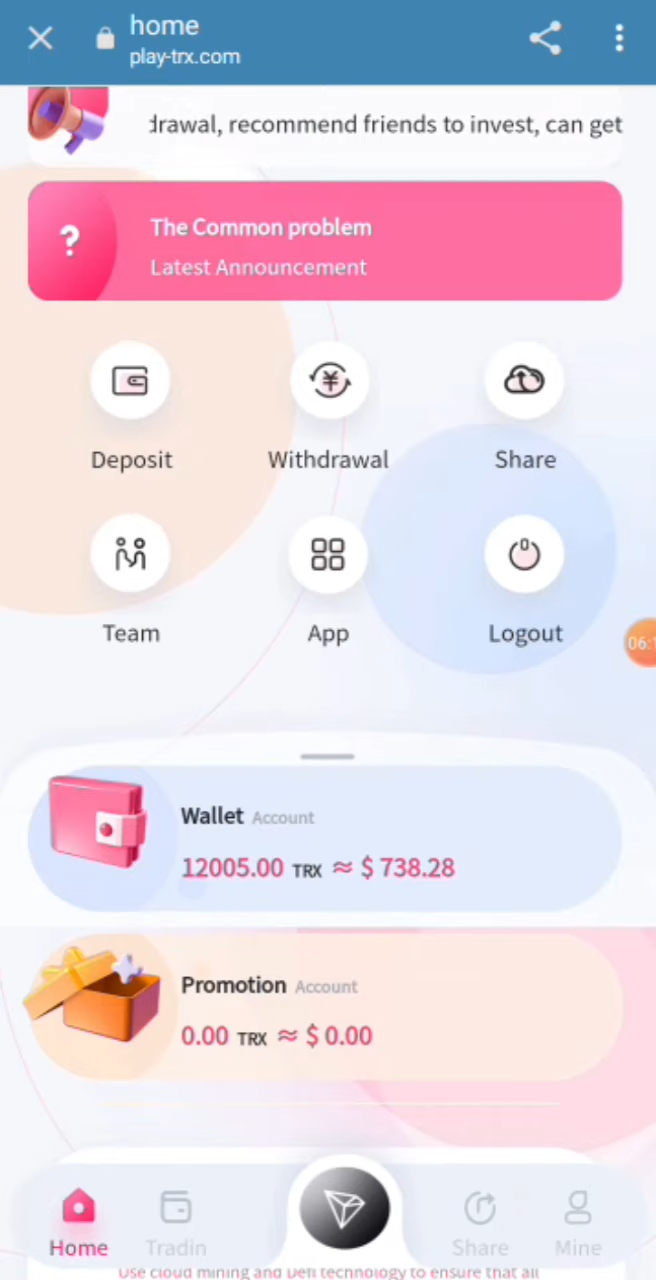 home
play-trx.com
drawal, recommend friends to invest, can get
?
The Common problem
Latest Announcement
Deposit
Withdrawal
Share
Team
App
Logout
06:1
Wallet Account
12005.00 TRX ≈ $ 738.28
Promotion Account
0.00 TRX ≈ $ 0.00
Home
Tradin
Share
Mine
Use cloud mining and Defi technology to ensure that all